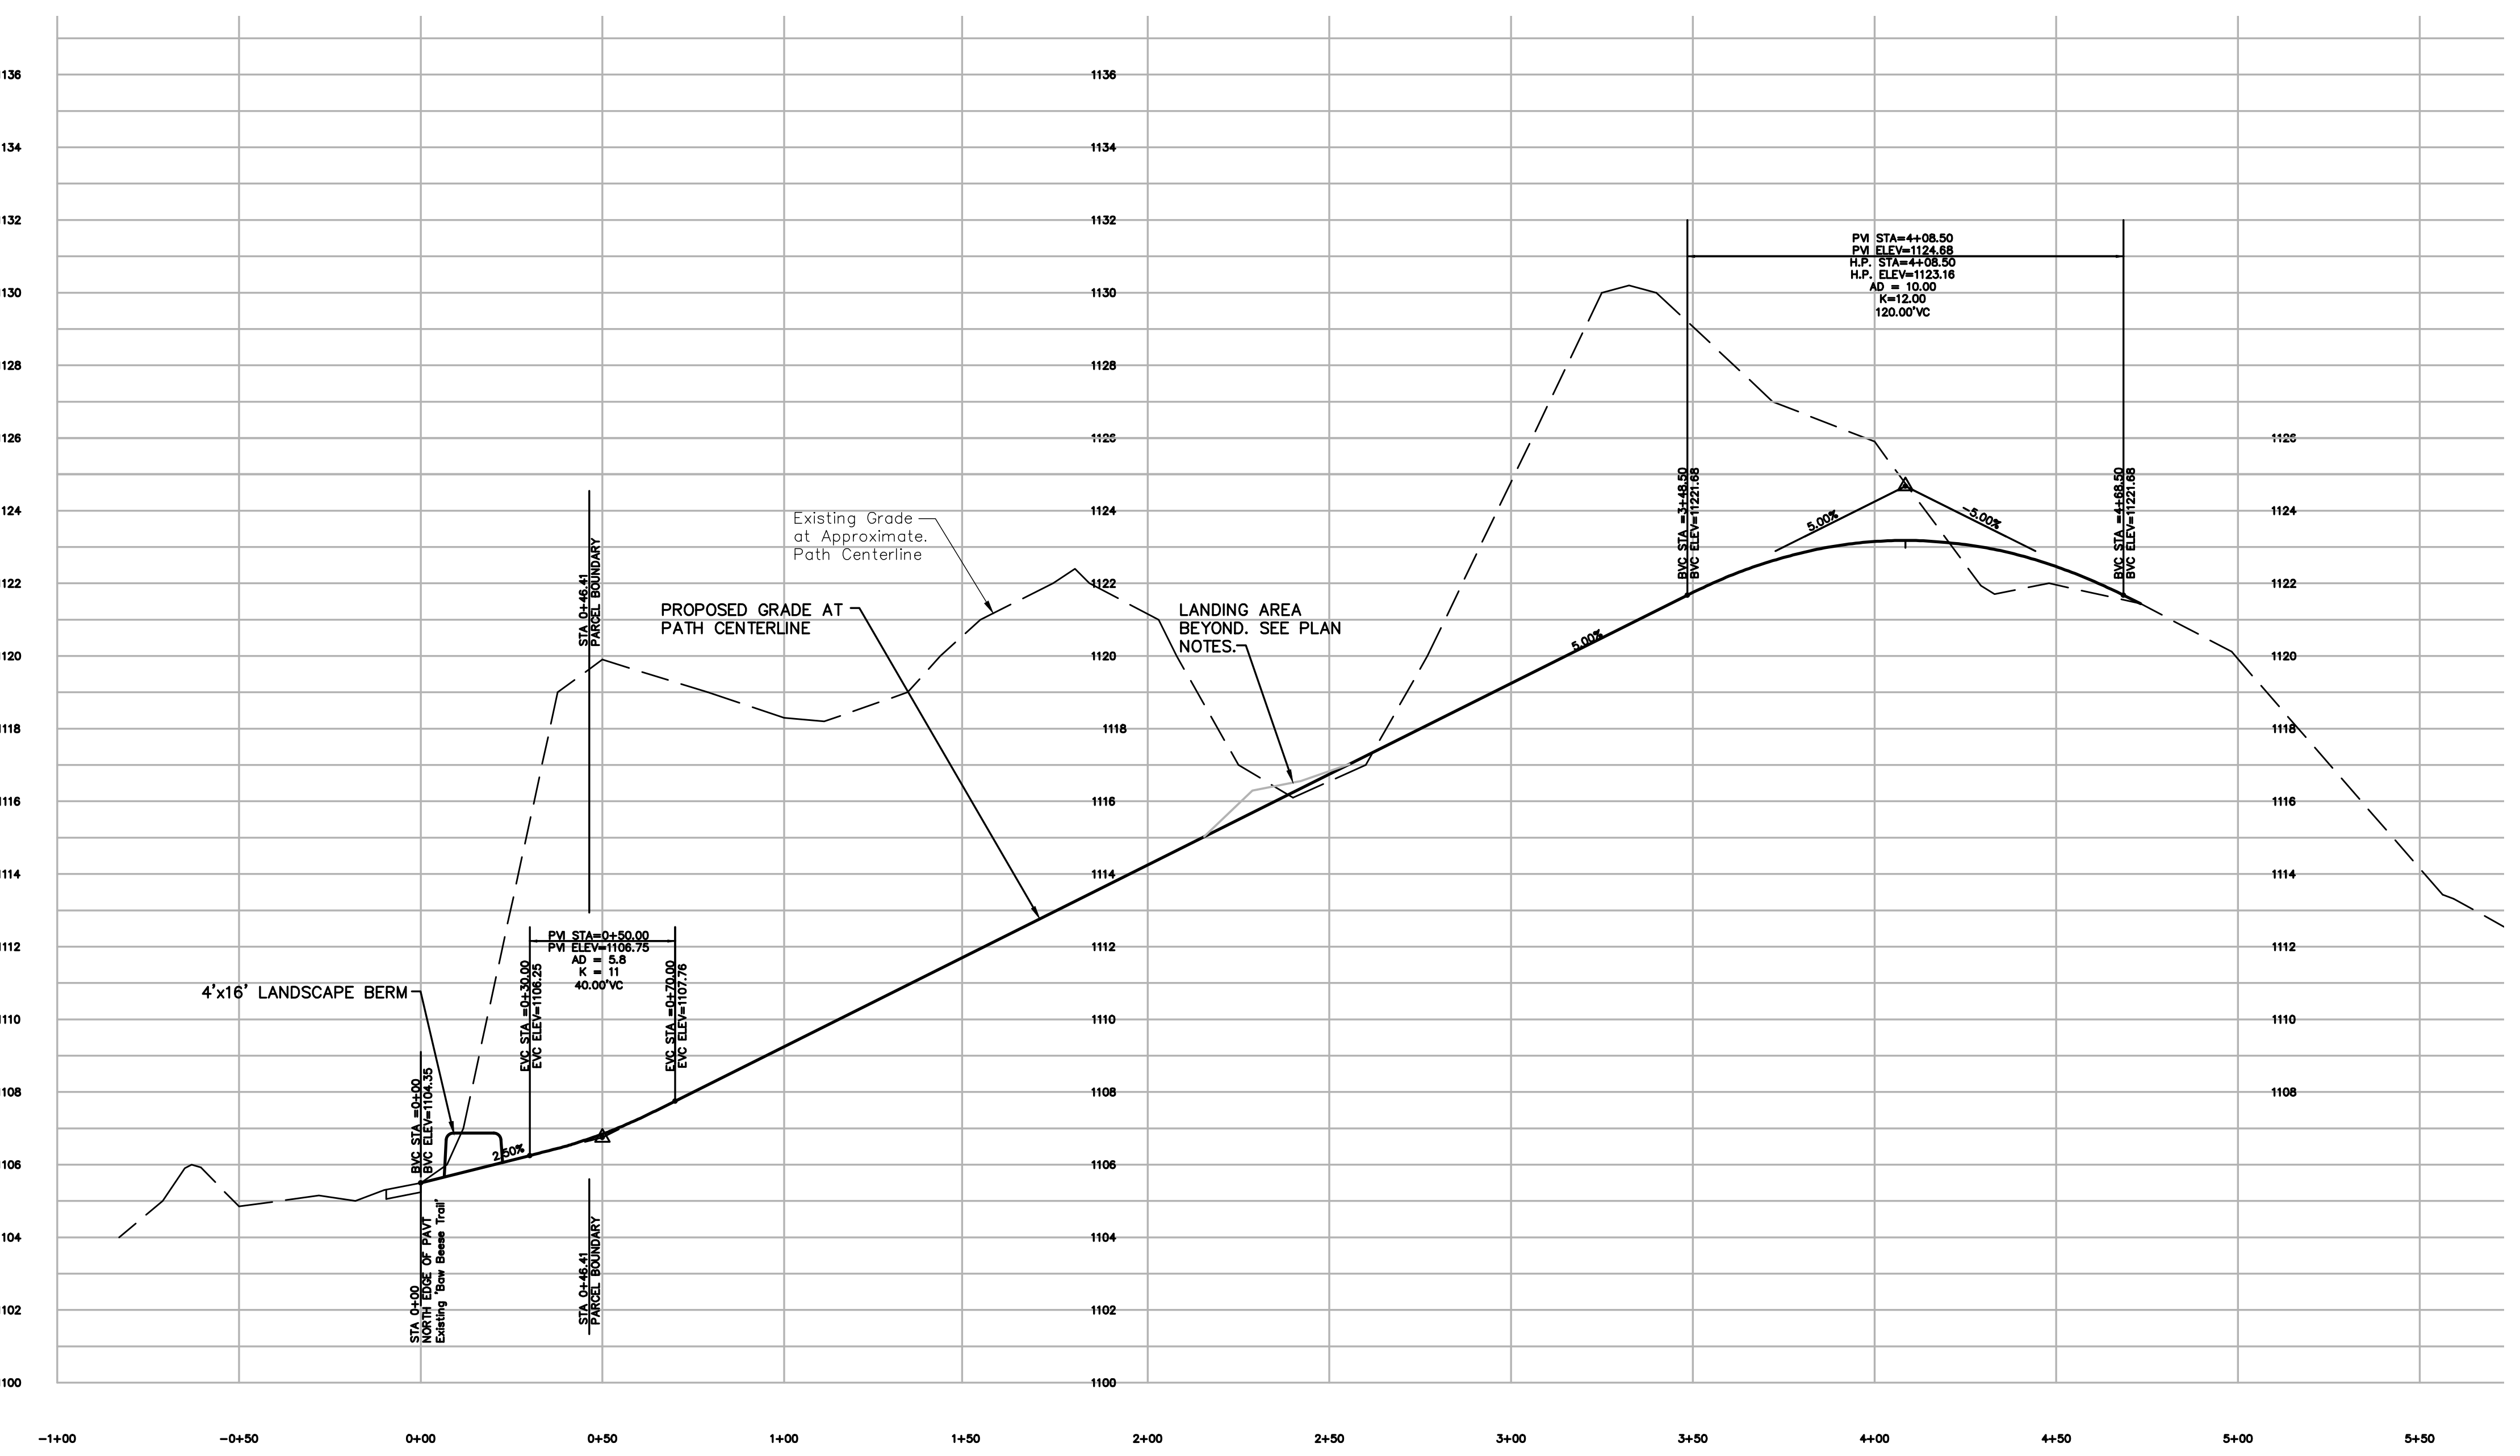 136
134
132
130
128
126
124
122
120
118
116
114
112
110
108
106
104
102
100
1136
1134
1132
1130
1128
1126
1124
1122
1120
1118
1116
1114
1112
1110
1108
1106
1104
1102
1100
1126
1124
1122
1120
1118
1116
1114
1112
1110
1108
PVI STA=4+08.50
PVI ELEV=1124.68
H.P. STA=4+08.50
H.P. ELEV=1123.16
AD = 10.00
K=12.00
120.00'VC
BVC STA =3+48.50
BVC ELEV=11221.68
BVC STA =4+68.50
BVC ELEV=11221.68
5.00%
-5.00%
5.00%
Existing Grade
at Approximate.
Path Centerline
STA 0+46.41
PARCEL BOUNDARY
PROPOSED GRADE AT
PATH CENTERLINE
LANDING AREA
BEYOND. SEE PLAN
NOTES.
PVI STA=0+50.00
PVI ELEV=1106.75
AD = 5.8
K = 11
40.00'VC
EVC STA =0+30.00
EVC ELEV=1106.25
EVC STA =0+70.00
EVC ELEV=1107.76
4'x16' LANDSCAPE BERM
BVC STA =0+00
BVC ELEV=1104.35
2.50%
STA 0+00
NORTH EDGE OF PAVT
Existing 'Baw Beese Trail'
STA 0+46.41
PARCEL BOUNDARY
-1+00
-0+50
0+00
0+50
1+00
1+50
2+00
2+50
3+00
3+50
4+00
4+50
5+00
5+50